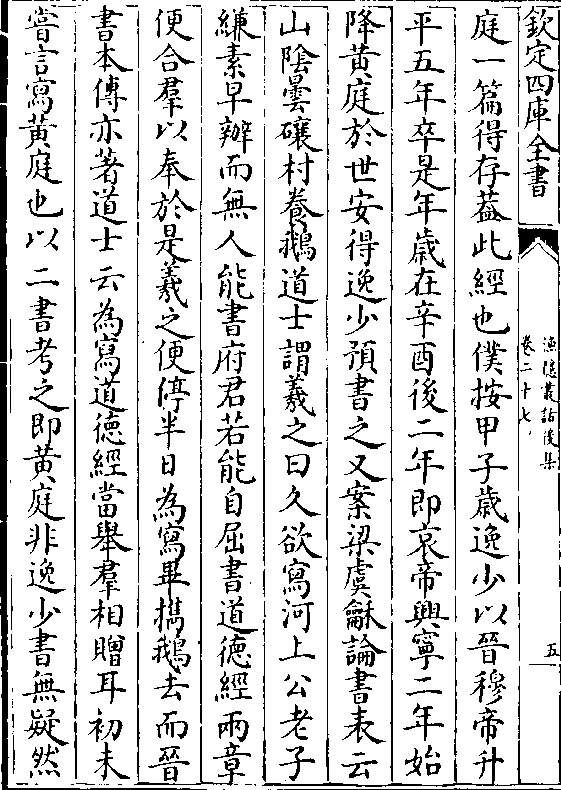 欽定四庫全書
漁隱叢話後集
卷二十七
五
庭一篇得存葢此經也僕按甲子歲逸少以晉穆帝升
平五年卒是年歲在辛酉後二年即哀帝興寧二年始
降黃庭於世安得逸少預書之又案梁虞龢論書表云
山隂曇𥖎村養鵝道士謂羲之曰久欲寫河上公老子
縑素早辦而無人能書府君若能自屈書道德經兩章
便合羣以奉於是羲之便停半日為寫畢攜鵝去而晉
書本傳亦著道士云為寫道德經當舉羣相贈耳初未
嘗言寫黃庭也以二書考之即黃庭非逸少書無疑然